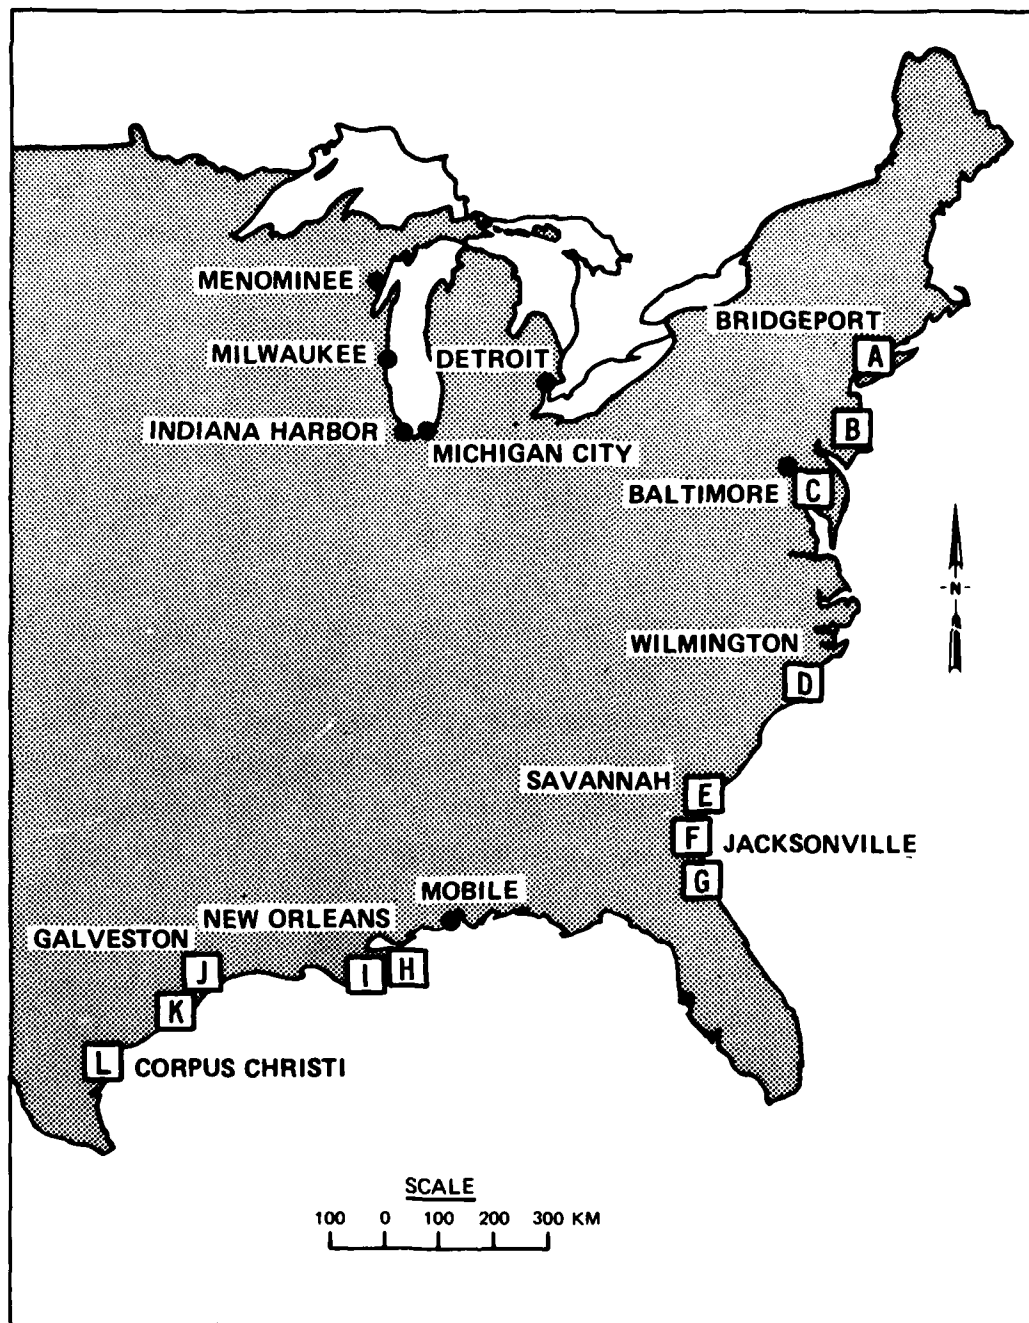 MENOMINEE
BRIDGEPORT
A
MILWAUKEE
DETROIT
B
INDIANA HARBOR
MICHIGAN CITY
BALTIMORE
C
-N-
WILMINGTON
D
SAVANNAH
E
F
JACKSONVILLE
G
MOBILE
NEW ORLEANS
GALVESTON
J
I
H
K
L
CORPUS CHRISTI
SCALE
100 0 100 200 300 KM